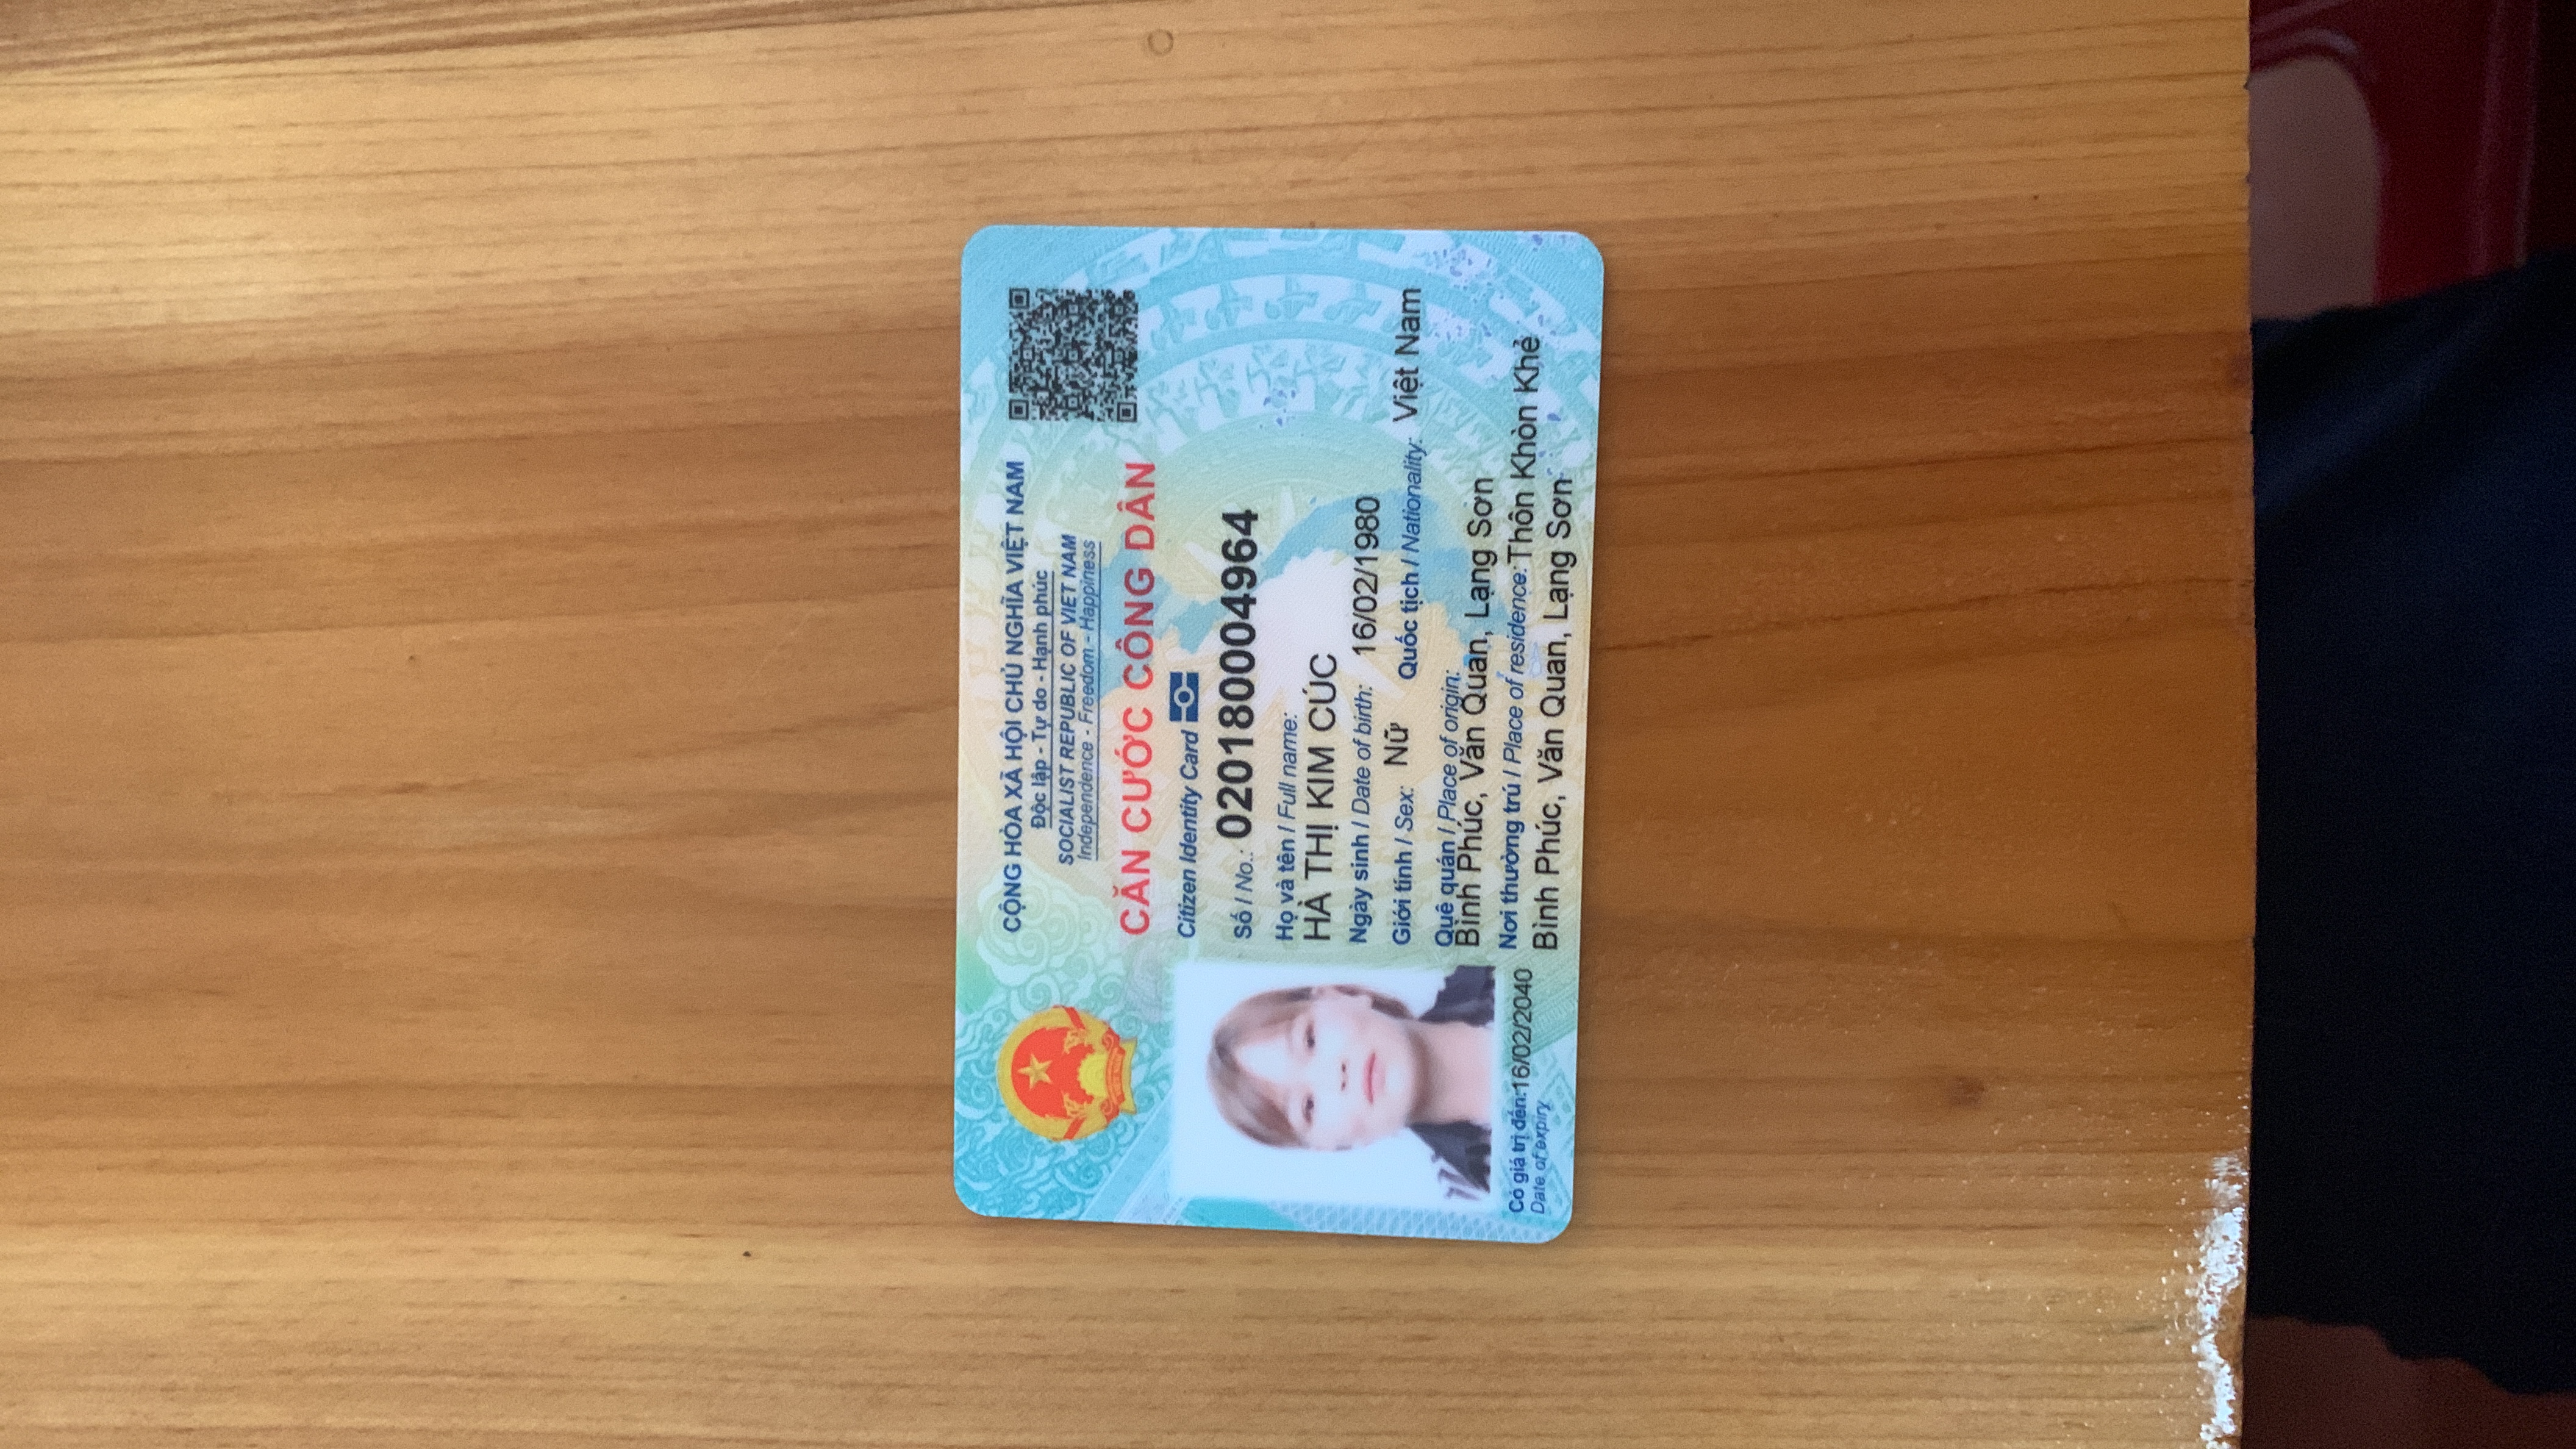 CỘNG HÒA XÃ HỘI CHỦ NGHĨA VIỆT NAM
Độc lập - Tự do - Hạnh phúc
SOCIALIST REPUBLIC OF VIET NAM
Independence - Freedom - Happiness
CĂN CƯỚC CÔNG DÂN
Citizen Identity Card
Số / No.: 020180004964
Họ và tên / Full name:
HÀ THỊ KIM CÚC
Ngày sinh / Date of birth: 16/02/1980
Giới tính / Sex: Nữ Quốc tịch / Nationality: Việt Nam
Quê quán / Place of origin:
Bình Phúc, Văn Quan, Lạng Sơn
Nơi thường trú / Place of residence: Thôn Khòn Khẻ
Bình Phúc, Văn Quan, Lạng Sơn
Có giá trị đến: 16/02/2040
Date of expiry